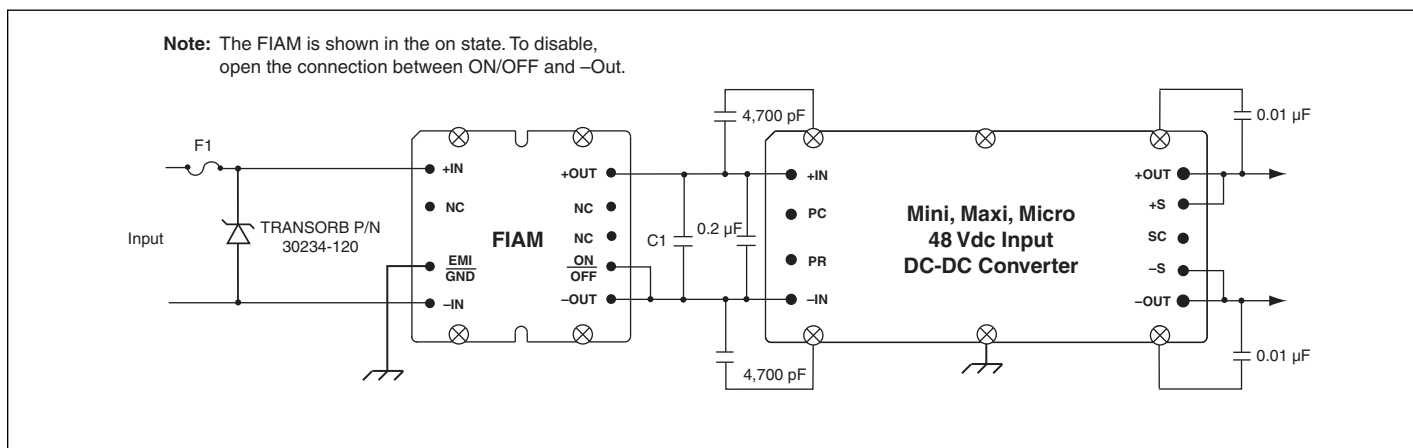 Note: The FIAM is shown in the on state. To disable,
open the connection between ON/OFF and –Out.
F1
Input
TRANSORB P/N
30234-120
+IN
NC
EMI
GND
–IN
FIAM
+OUT
NC
NC
ON
OFF
–OUT
C1
0.2 µF
4,700 pF
4,700 pF
+IN
PC
PR
–IN
Mini, Maxi, Micro
48 Vdc Input
DC-DC Converter
+OUT
+S
SC
–S
–OUT
0.01 µF
0.01 µF